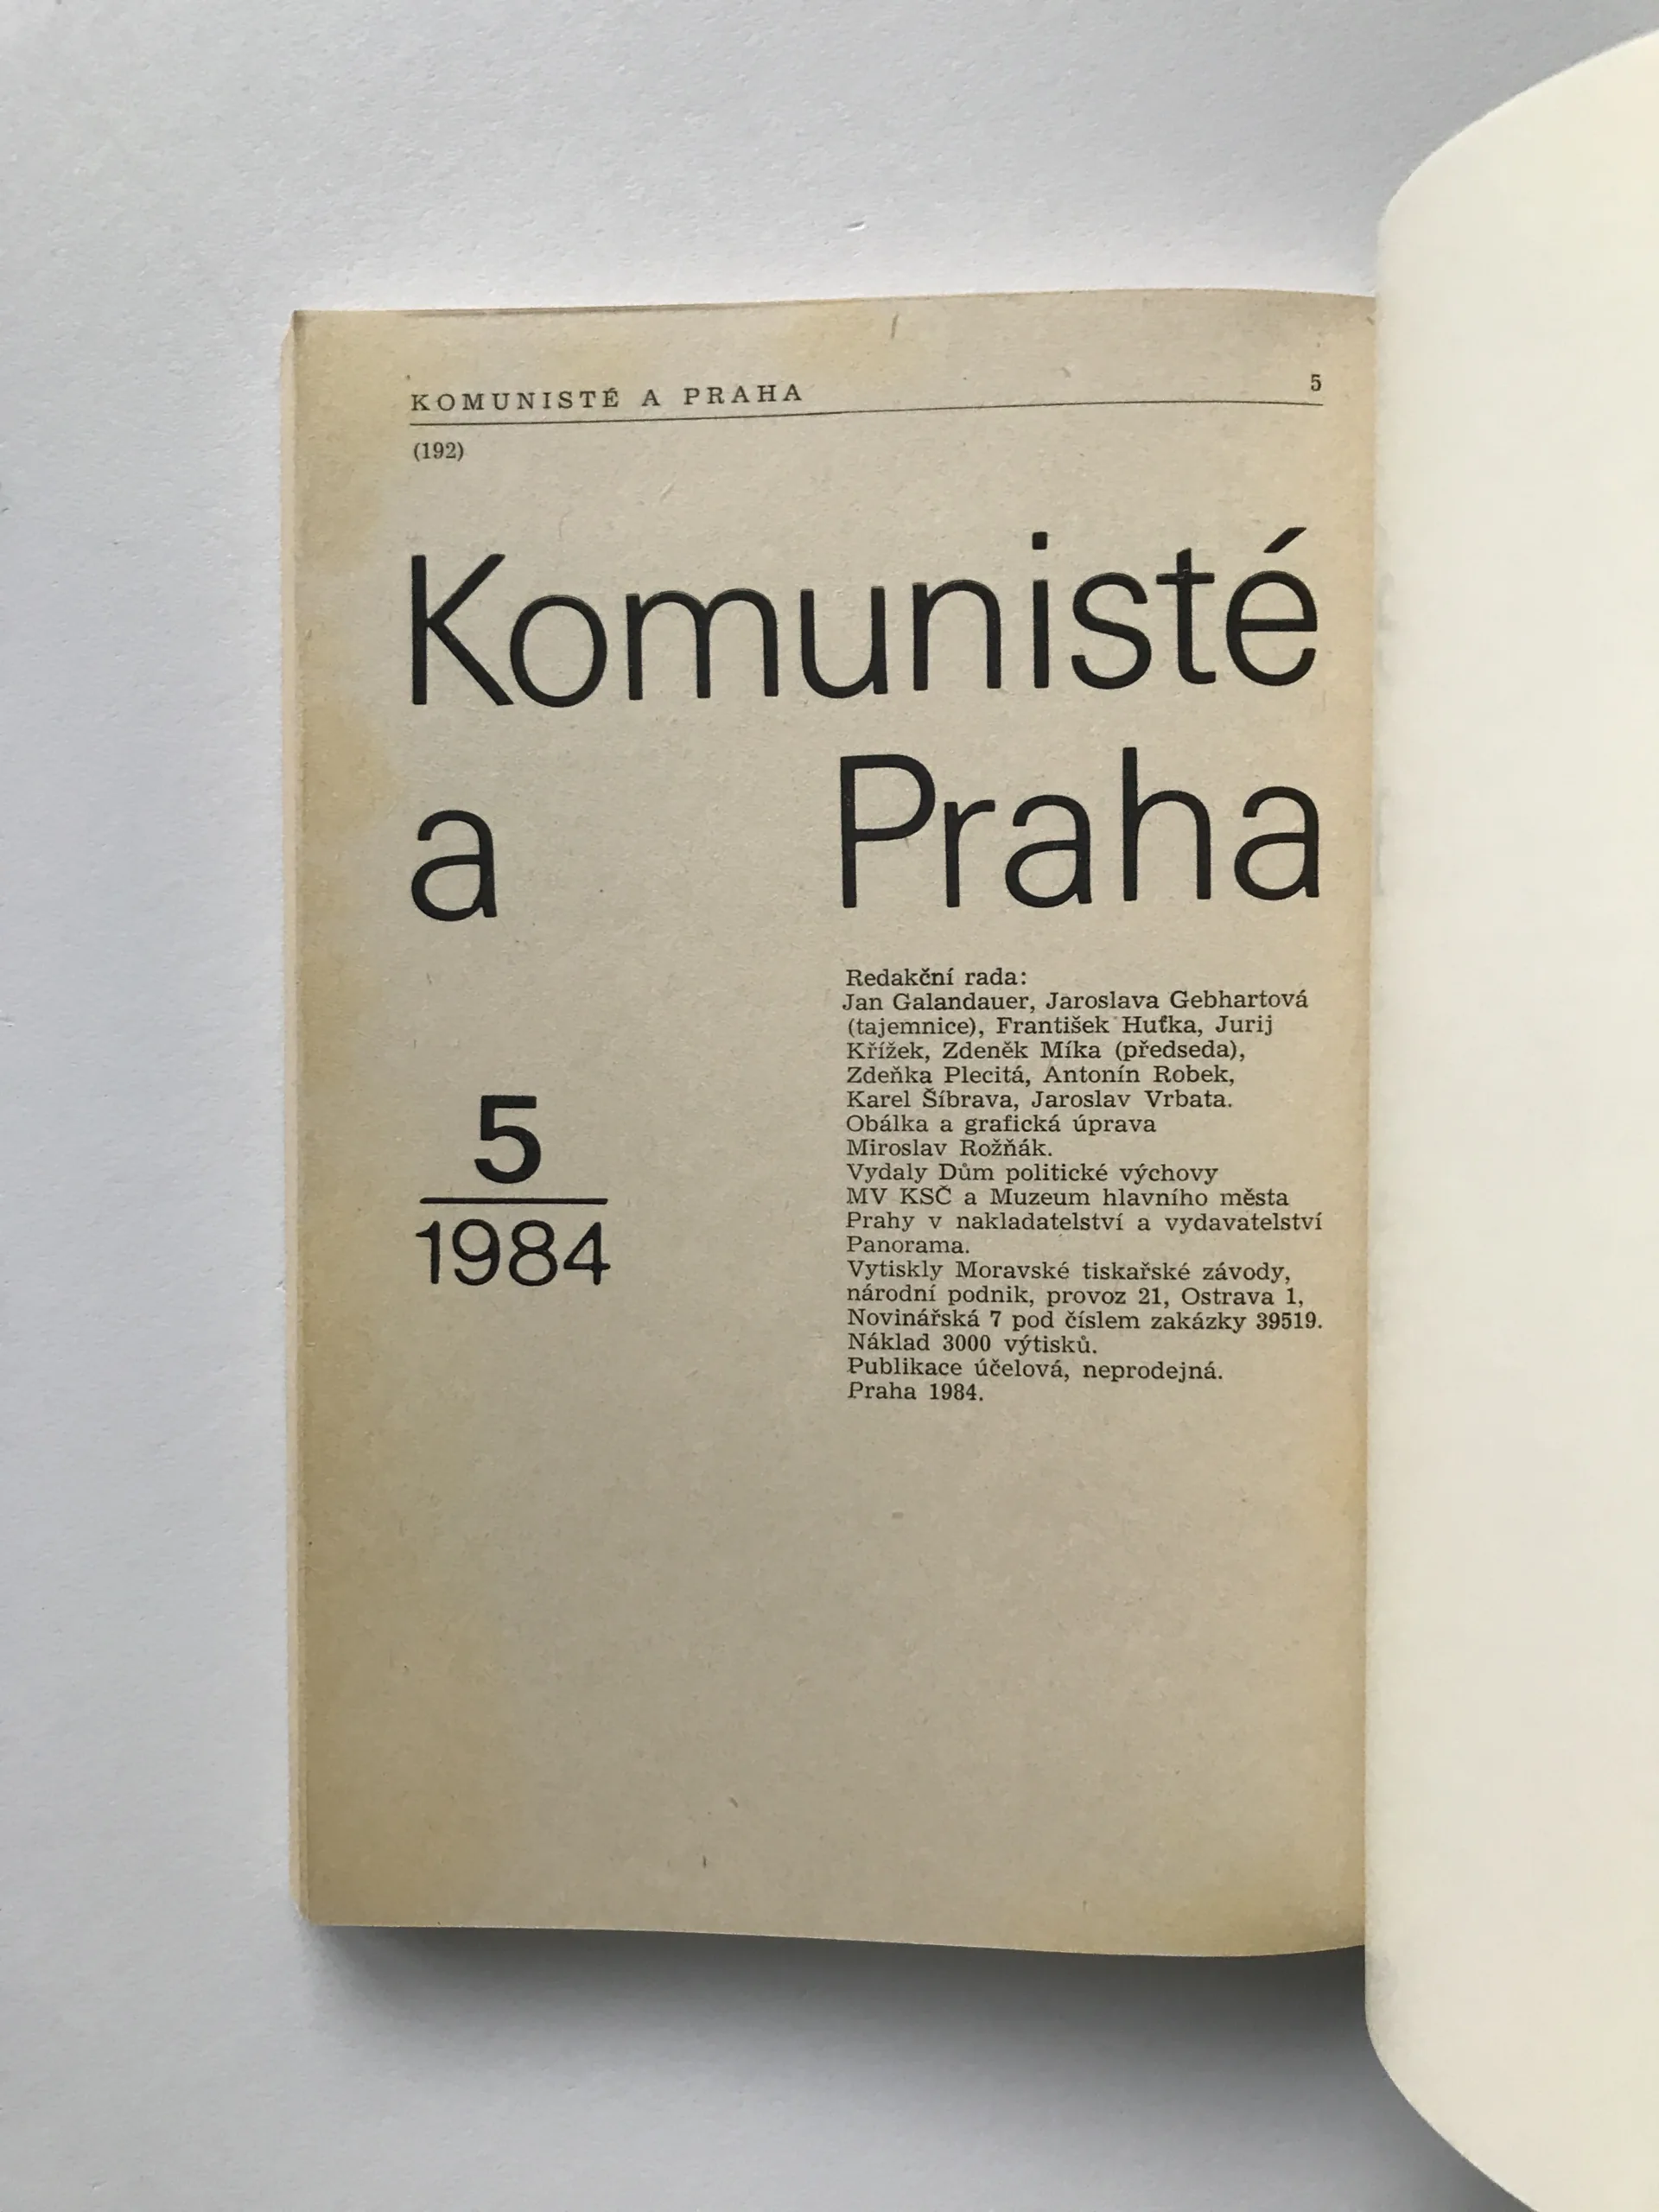 KOMUNISTÉ A PRAHA 5
(192)
Komunisté
a Praha
5
1984
Redakční rada:
Jan Galandauer, Jaroslava Gebhartová
(tajemnice), František Huťka, Jurij
Křížek, Zdeněk Míka (předseda),
Zdeňka Plecitá, Antonín Robek,
Karel Šíbrava, Jaroslav Vrbata.
Obálka a grafická úprava
Miroslav Rožňák.
Vydaly Dům politické výchovy
MV KSČ a Muzeum hlavního města
Prahy v nakladatelství a vydavatelství
Panorama.
Vytiskly Moravské tiskařské závody,
národní podnik, provoz 21, Ostrava 1,
Novinářská 7 pod číslem zakázky 39519.
Náklad 3000 výtisků.
Publikace účelová, neprodejná.
Praha 1984.